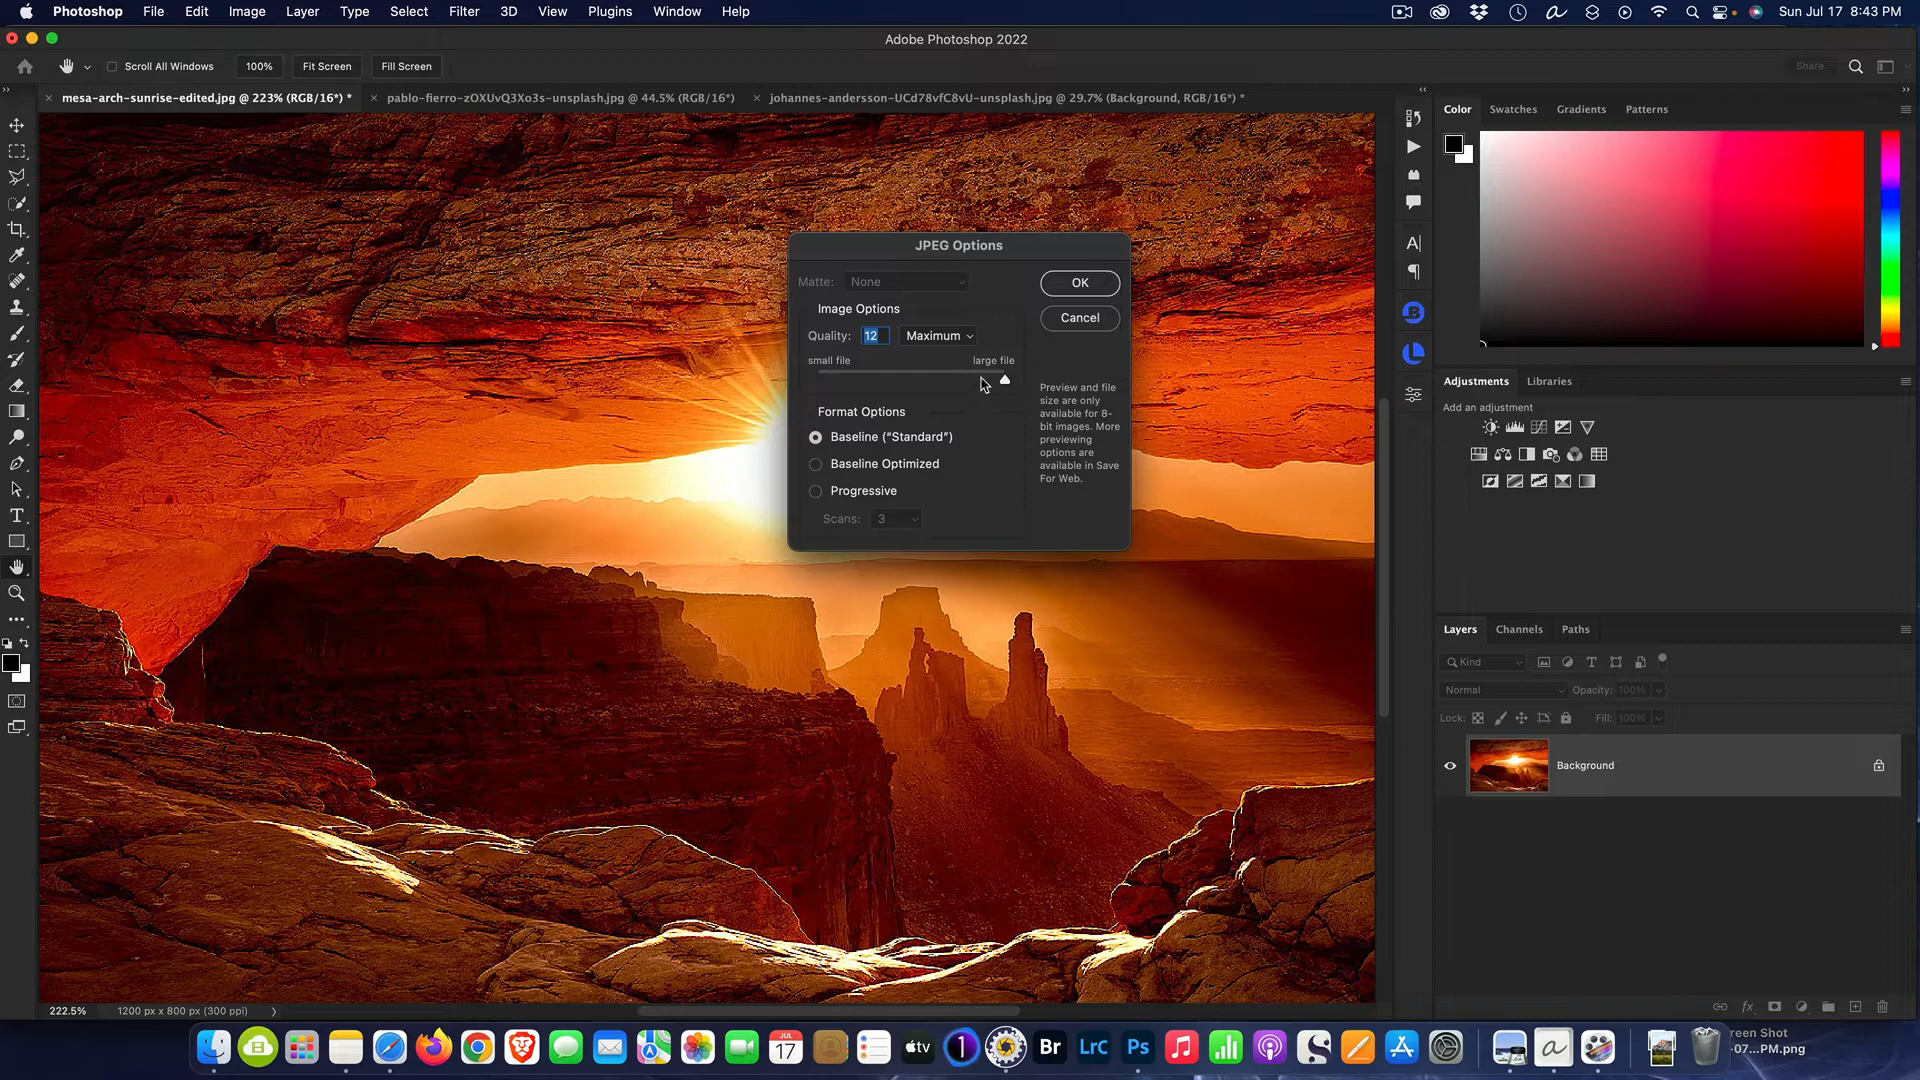 Photoshop File Edit Image Layer Type Select Filter 3D View Plugins Window Help Sun Jul 17 8:43 PM
Adobe Photoshop 2022
Scroll All Windows 100% Fit Screen Fill Screen Share
mesa-arch-sunrise-edited.jpg @ 223% (RGB/16*) * pablo-fierro-zOXUvQ3Xo3s-unsplash.jpg @ 44.5% (RGB/16*) johannes-andersson-UCd78vfC8vU-unsplash.jpg @ 29.7% (Background, RGB/16*) *
Color Swatches Gradients Patterns
JPEG Options
Matte: None
OK
Image Options
Cancel
Quality: 12 Maximum
small file large file
Preview and file
size are only
available for 8-
bit images. More
previewing
options are
available in Save
For Web.
Format Options
Baseline (“Standard”)
Baseline Optimized
Progressive
Scans: 3
Adjustments Libraries
Add an adjustment
Layers Channels Paths
Kind
Normal Opacity: 100%
Lock: Fill: 100%
Background
222.5% 1200 px x 800 px (300 ppi)
JUL
17
tv
1
Br
LrC
Ps
reen Shot
-07...PM.png